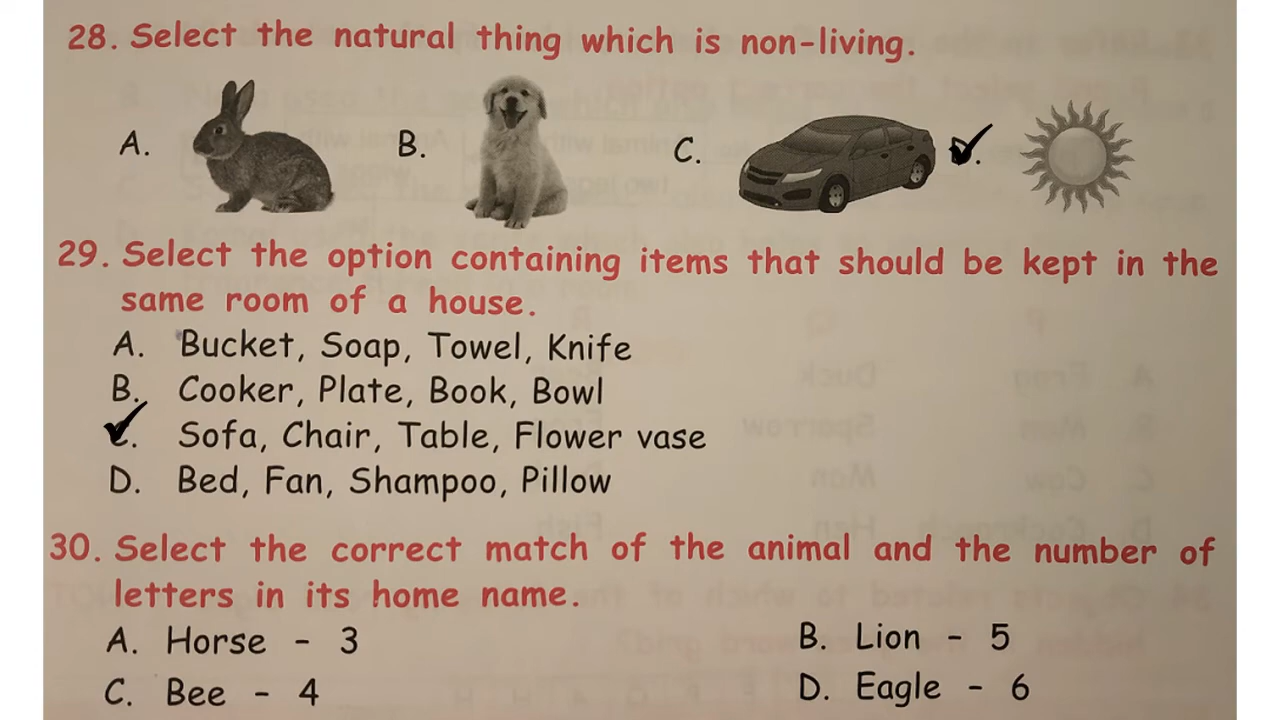 28. Select the natural thing which is non-living.
A. B. C. D.
29. Select the option containing items that should be kept in the
same room of a house.
A. Bucket, Soap, Towel, Knife
B. Cooker, Plate, Book, Bowl
C. Sofa, Chair, Table, Flower vase
D. Bed, Fan, Shampoo, Pillow
30. Select the correct match of the animal and the number of
letters in its home name.
A. Horse - 3 B. Lion - 5
C. Bee - 4 D. Eagle - 6